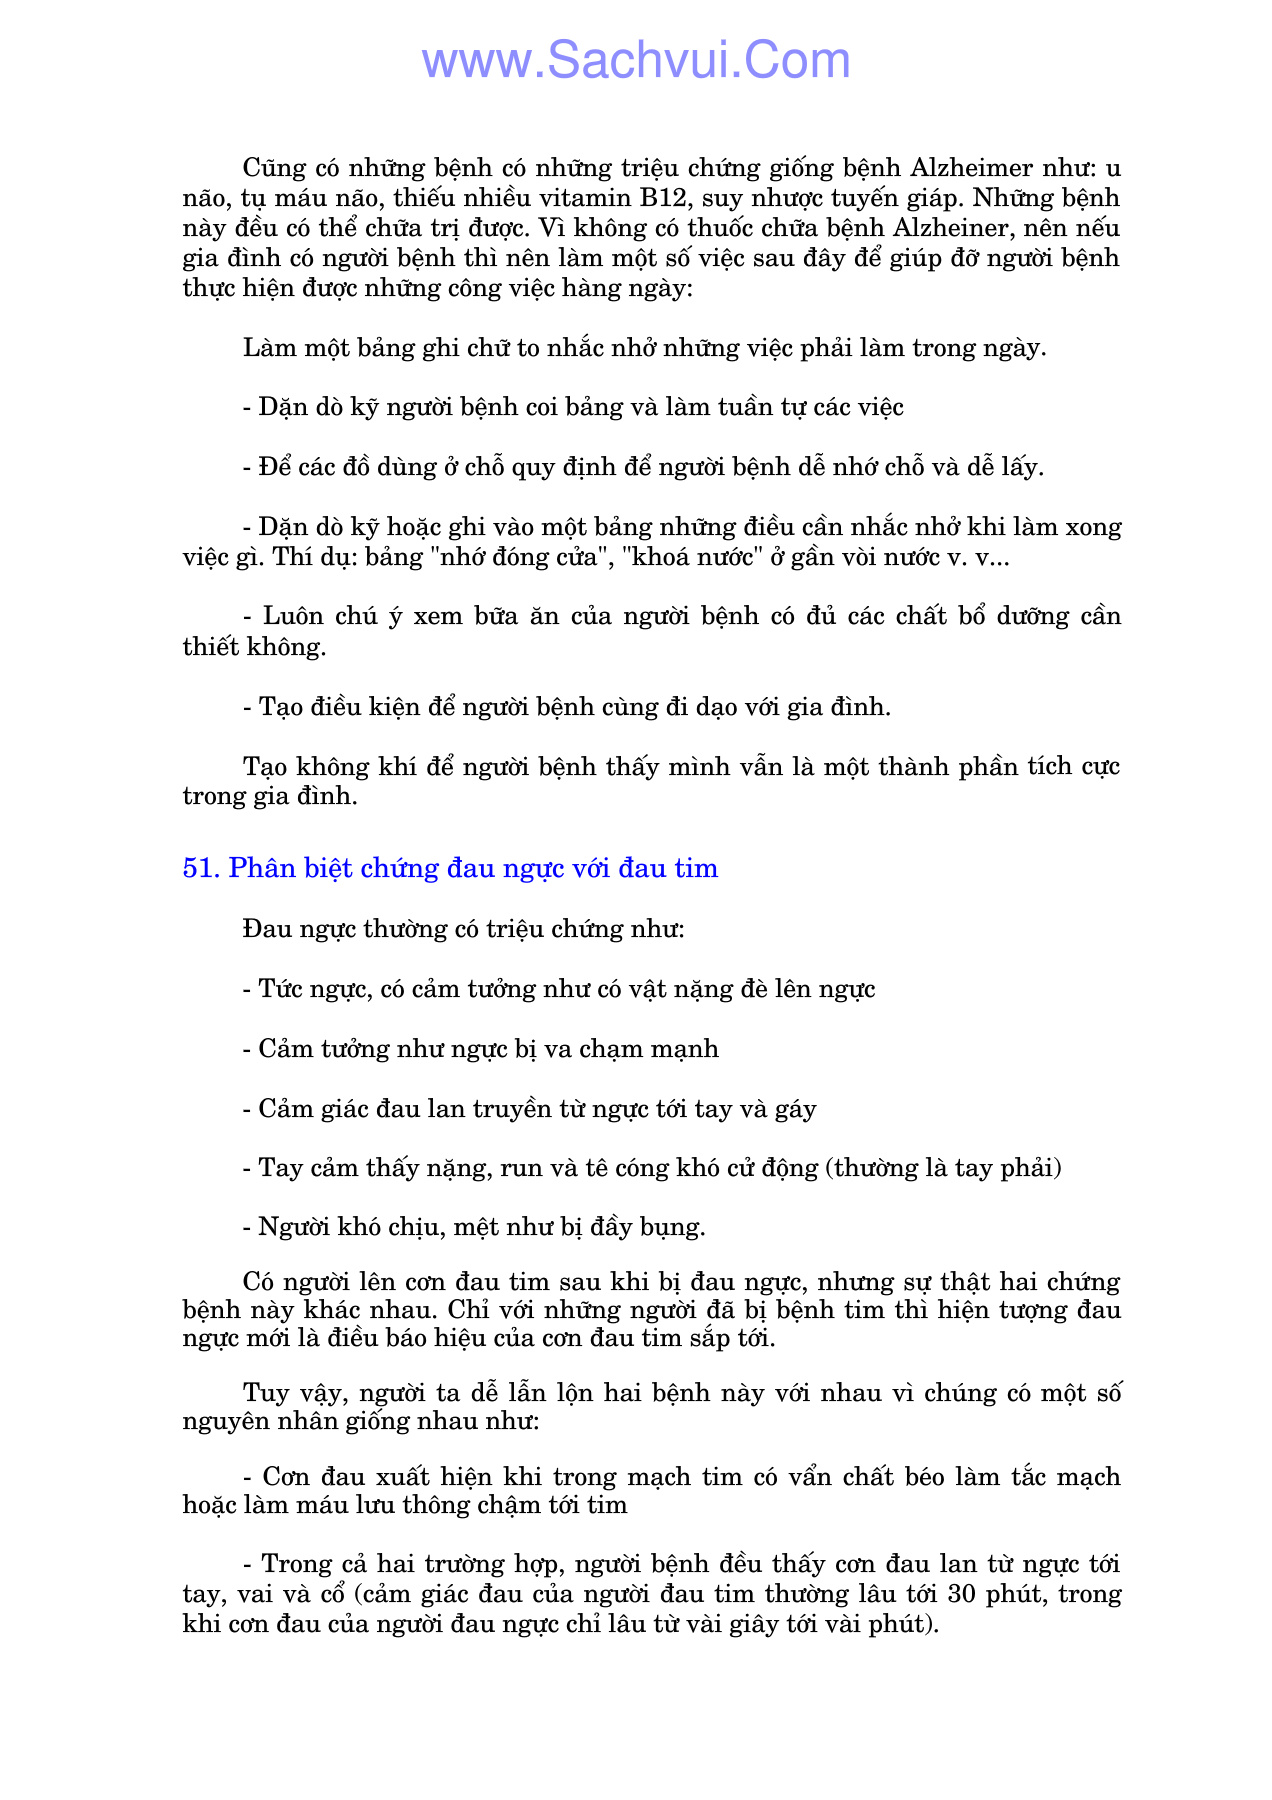 www.Sachvui.Com
Cũng có những bệnh có những triệu chứng giống bệnh Alzheimer như: u
não, tụ máu não, thiếu nhiều vitamin B12, suy nhược tuyến giáp. Những bệnh
này đều có thể chữa trị được. Vì không có thuốc chữa bệnh Alzheiner, nên nếu
gia đình có người bệnh thì nên làm một số việc sau đây để giúp đỡ người bệnh
thực hiện được những công việc hàng ngày:
Làm một bảng ghi chữ to nhắc nhở những việc phải làm trong ngày.
- Dặn dò kỹ người bệnh coi bảng và làm tuần tự các việc
- Để các đồ dùng ở chỗ quy định để người bệnh dễ nhớ chỗ và dễ lấy.
- Dặn dò kỹ hoặc ghi vào một bảng những điều cần nhắc nhở khi làm xong
việc gì. Thí dụ: bảng "nhớ đóng cửa", "khoá nước" ở gần vòi nước v. v...
- Luôn chú ý xem bữa ăn của người bệnh có đủ các chất bổ dưỡng cần
thiết không.
- Tạo điều kiện để người bệnh cùng đi dạo với gia đình.
Tạo không khí để người bệnh thấy mình vẫn là một thành phần tích cực
trong gia đình.
51. Phân biệt chứng đau ngực với đau tim
Đau ngực thường có triệu chứng như:
- Tức ngực, có cảm tưởng như có vật nặng đè lên ngực
- Cảm tưởng như ngực bị va chạm mạnh
- Cảm giác đau lan truyền từ ngực tới tay và gáy
- Tay cảm thấy nặng, run và tê cóng khó cử động (thường là tay phải)
- Người khó chịu, mệt như bị đầy bụng.
Có người lên cơn đau tim sau khi bị đau ngực, nhưng sự thật hai chứng
bệnh này khác nhau. Chỉ với những người đã bị bệnh tim thì hiện tượng đau
ngực mới là điều báo hiệu của cơn đau tim sắp tới.
Tuy vậy, người ta dễ lẫn lộn hai bệnh này với nhau vì chúng có một số
nguyên nhân giống nhau như:
- Cơn đau xuất hiện khi trong mạch tim có vẩn chất béo làm tắc mạch
hoặc làm máu lưu thông chậm tới tim
- Trong cả hai trường hợp, người bệnh đều thấy cơn đau lan từ ngực tới
tay, vai và cổ (cảm giác đau của người đau tim thường lâu tới 30 phút, trong
khi cơn đau của người đau ngực chỉ lâu từ vài giây tới vài phút).